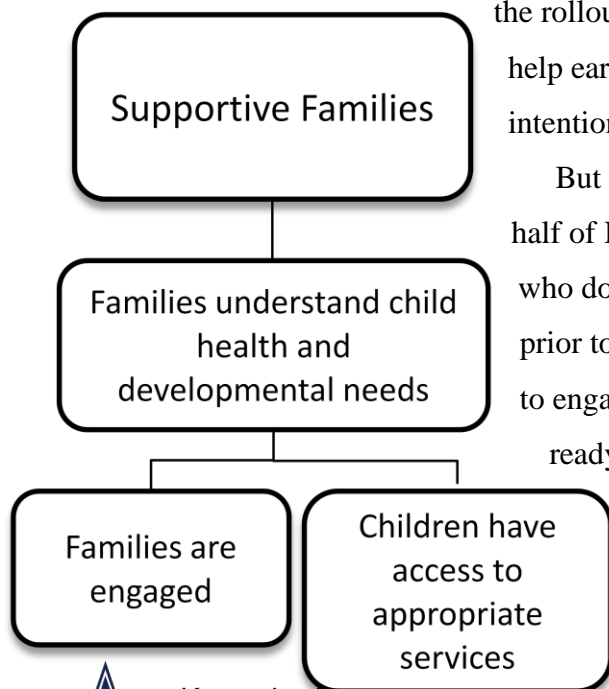 Supportive Families
Families understand child
health and
developmental needs
Families are
engaged
Children have
access to
appropriate
services
the rollou
help ear
intention
But
half of
who do
prior to
to enga
ready